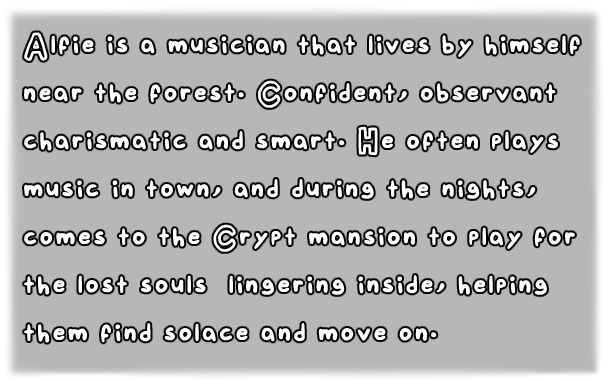 Alfie is a musician that lives by himself
near the forest. Confident, observant
charismatic and smart. He often plays
music in town, and during the nights,
comes to the Crypt mansion to play for
the lost souls  lingering inside, helping
them find solace and move on.